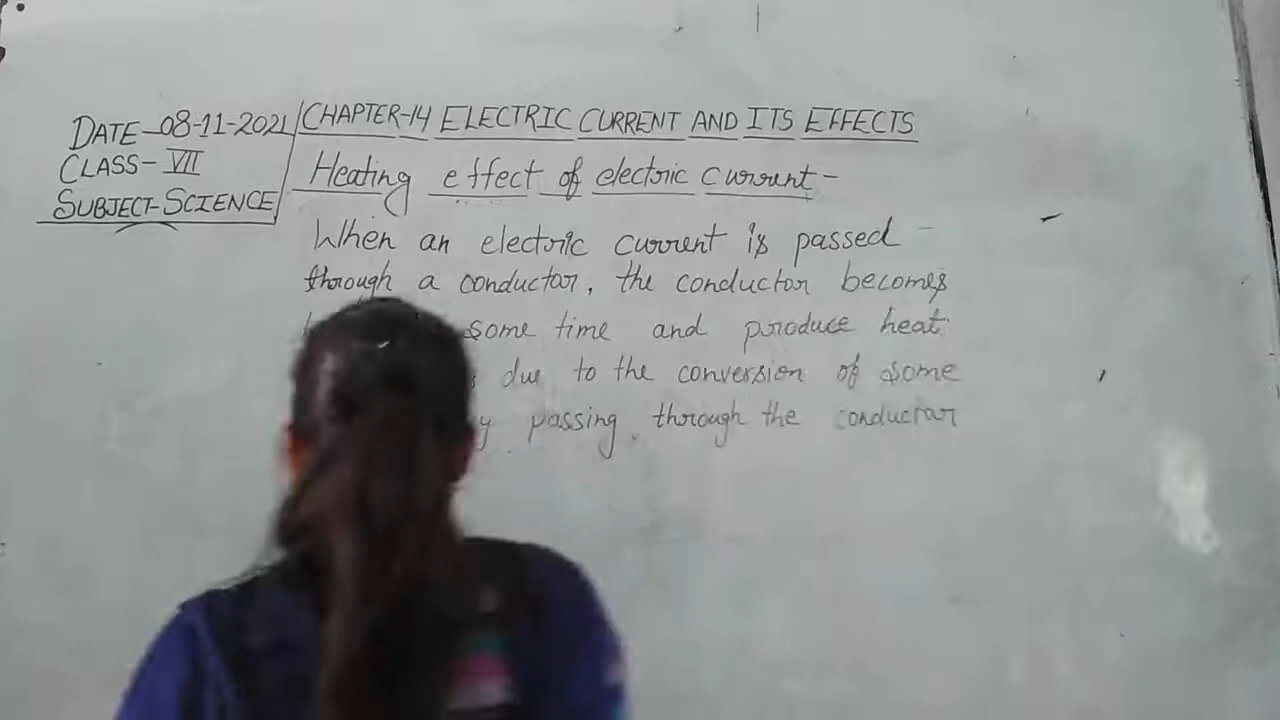 DATE-08-11-2021
CLASS-VII
SUBJECT-SCIENCE
CHAPTER-14 ELECTRIC CURRENT AND ITS EFFECTS
Heating effect of electric current-
When an electric current is passed
through a conductar, the conductor becomes
some time and produce heat.
due to the conversion of some
passing through the conductar